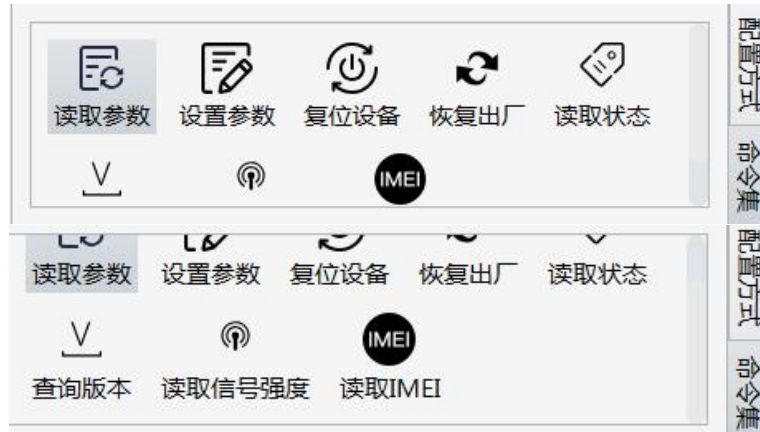 读取参数 设置参数 复位设备 恢复出厂 读取状态
V IMEI
配置方式
命令集
读取参数 设置参数 复位设备 恢复出厂 读取状态
V IMEI
查询版本 读取信号强度 读取IMEI
配置方式
命令集